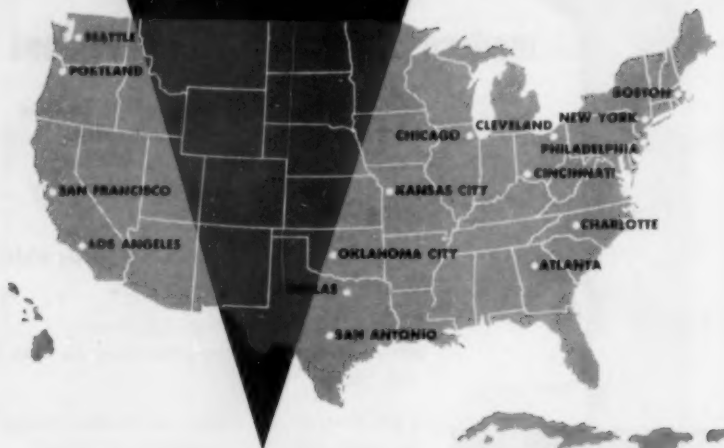 SEATTLE
PORTLAND
BOSTON
NEW YORK
CHICAGO
CLEVELAND
PHILADELPHIA
CINCINNATI
SAN FRANCISCO
KANSAS CITY
CHARLOTTE
LOS ANGELES
OKLAHOMA CITY
ATLANTA
DALLAS
SAN ANTONIO